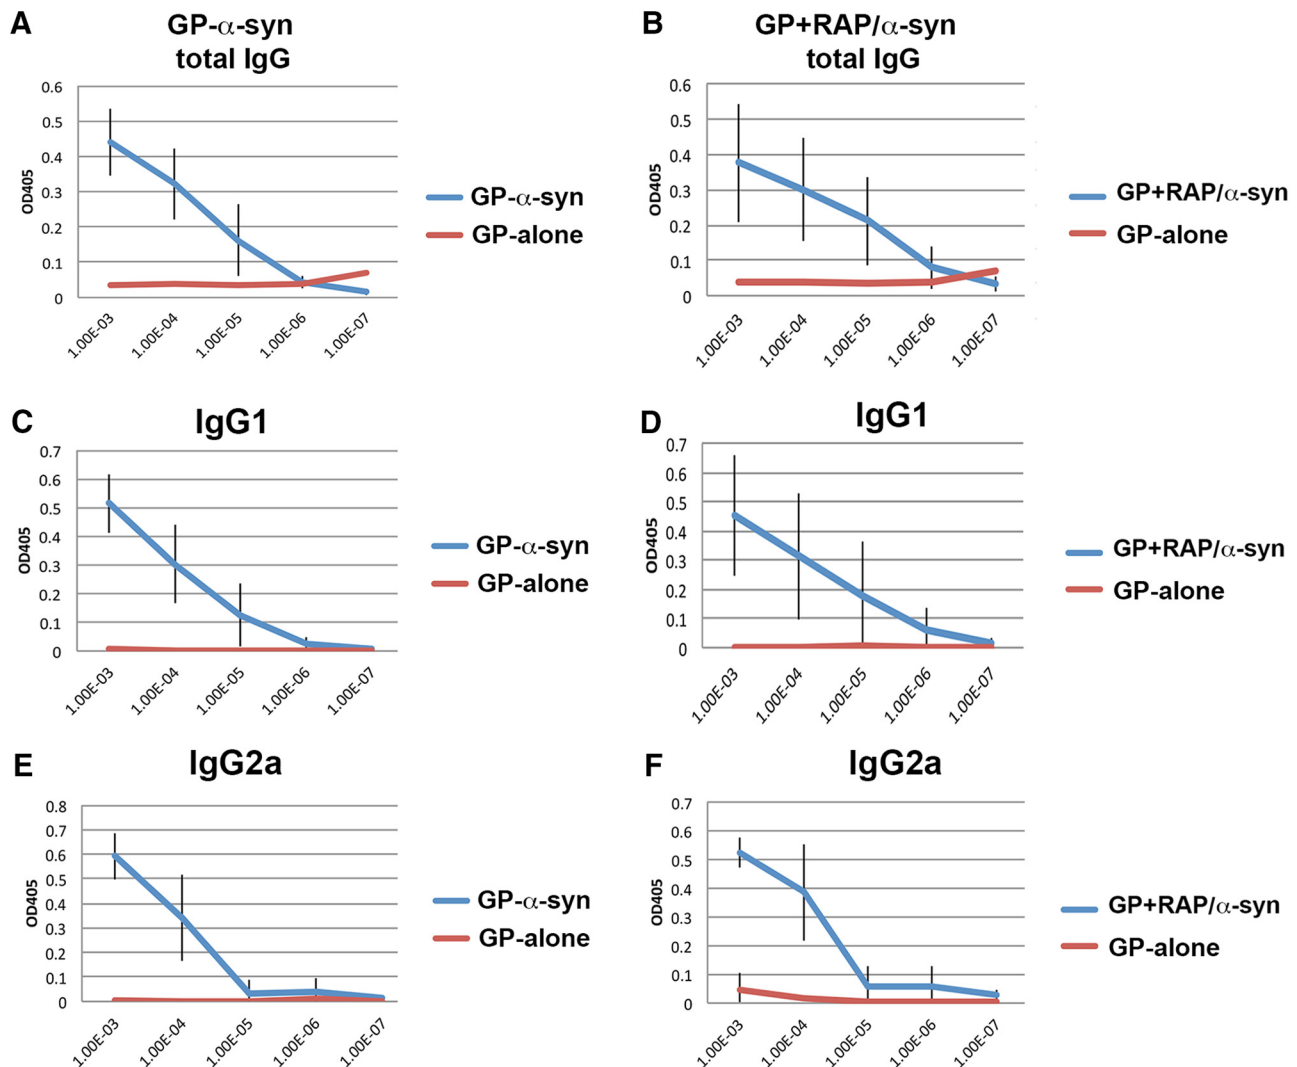 A
GP-α-syn
total IgG
0.6
0.5
0.4
0.3
0.2
0.1
0
OD405
1.00E-03
1.00E-04
1.00E-05
1.00E-06
1.00E-07
GP-α-syn
GP-alone
B
GP+RAP/α-syn
total IgG
0.6
0.5
0.4
0.3
0.2
0.1
0
OD405
1.00E-03
1.00E-04
1.00E-05
1.00E-06
1.00E-07
GP+RAP/α-syn
GP-alone
C
IgG1
0.7
0.6
0.5
0.4
0.3
0.2
0.1
0
OD405
1.00E-03
1.00E-04
1.00E-05
1.00E-06
1.00E-07
GP-α-syn
GP-alone
D
IgG1
0.7
0.6
0.5
0.4
0.3
0.2
0.1
0
OD405
1.00E-03
1.00E-04
1.00E-05
1.00E-06
1.00E-07
GP+RAP/α-syn
GP-alone
E
IgG2a
0.8
0.7
0.6
0.5
0.4
0.3
0.2
0.1
0
OD405
1.00E-03
1.00E-04
1.00E-05
1.00E-06
1.00E-07
GP-α-syn
GP-alone
F
IgG2a
0.7
0.6
0.5
0.4
0.3
0.2
0.1
0
OD405
1.00E-03
1.00E-04
1.00E-05
1.00E-06
1.00E-07
GP+RAP/α-syn
GP-alone